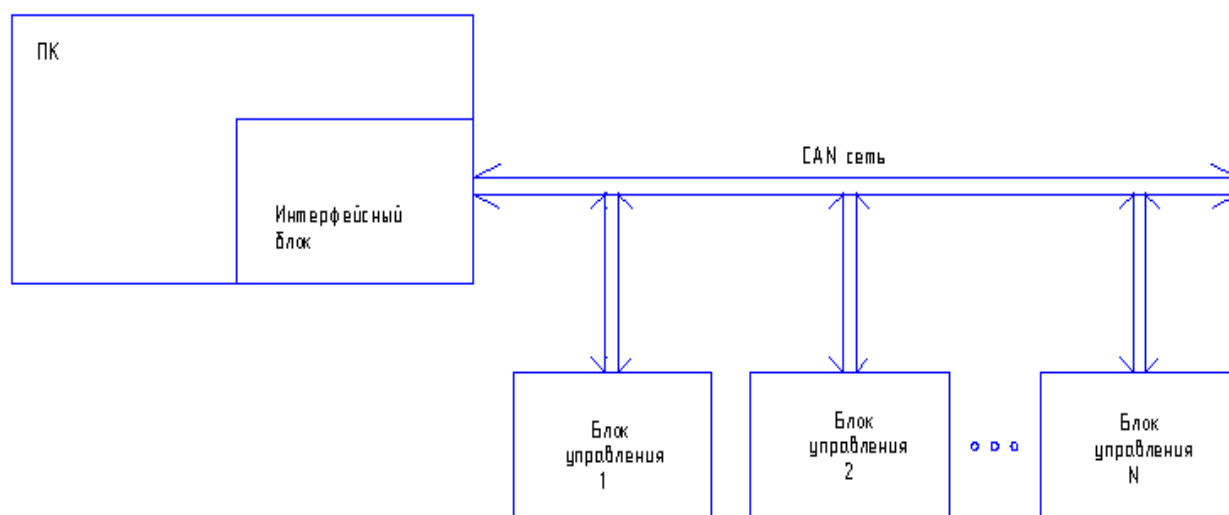 ПК
CAN сеть
Интерфейсный
блок
Блок
управления
1
Блок
управления
2
Блок
управления
N